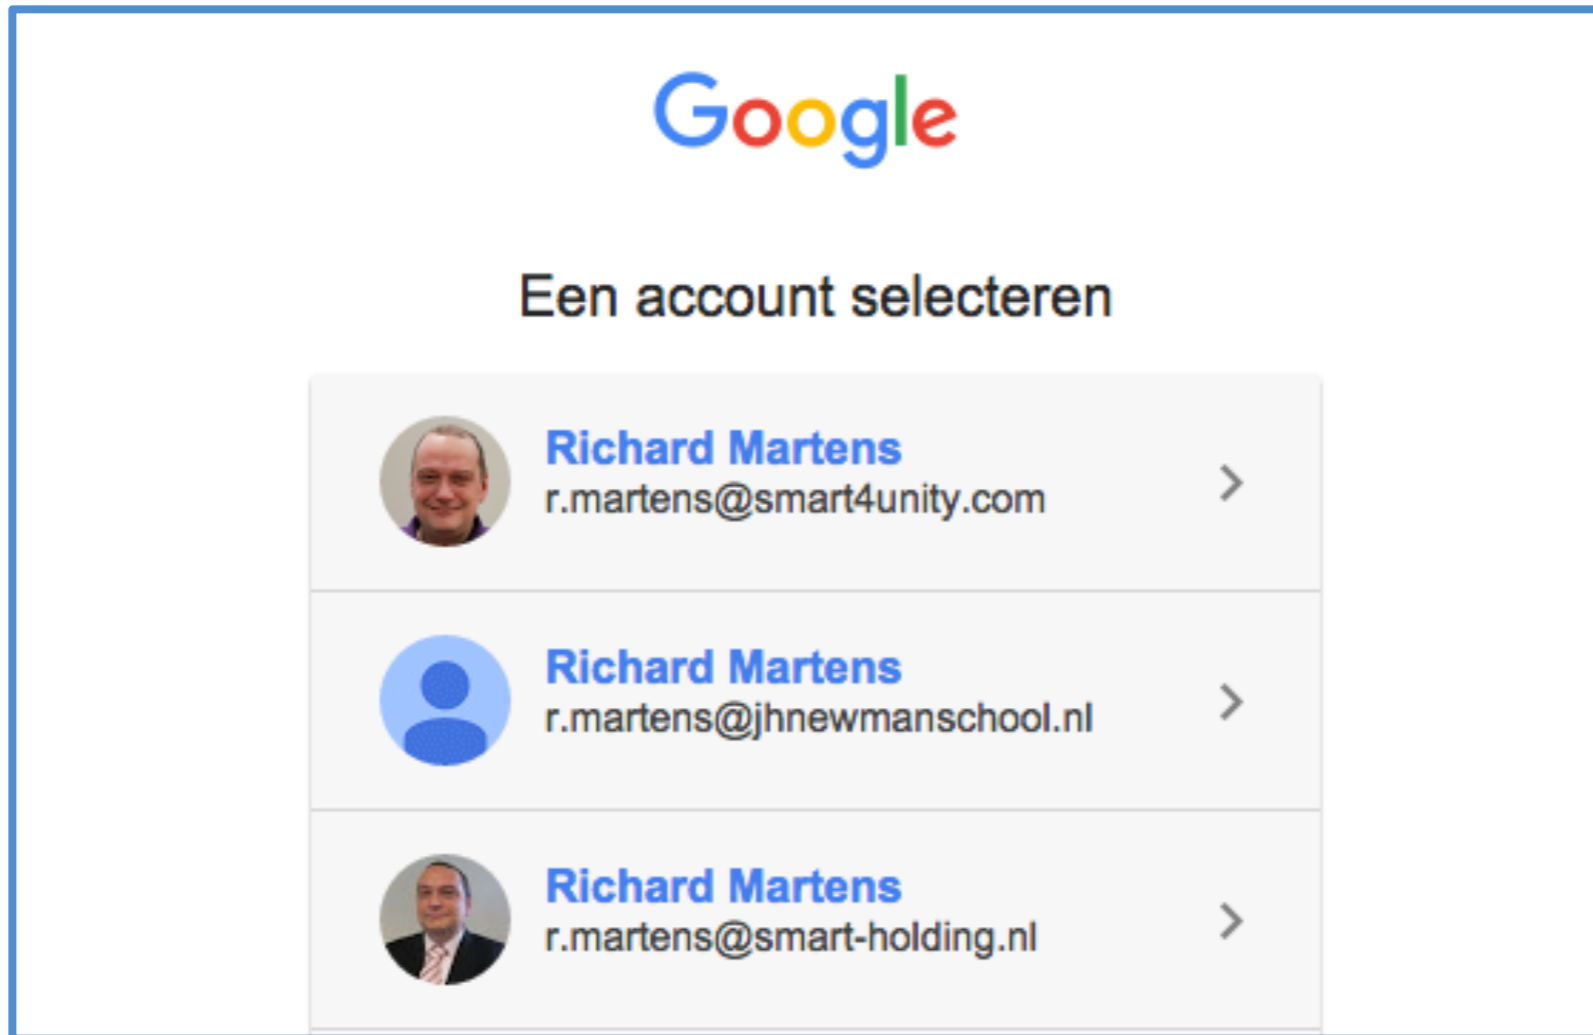 Google
Een account selecteren
Richard Martens
r.martens@smart4unity.com
Richard Martens
r.martens@jhnewmanschool.nl
Richard Martens
r.martens@smart-holding.nl